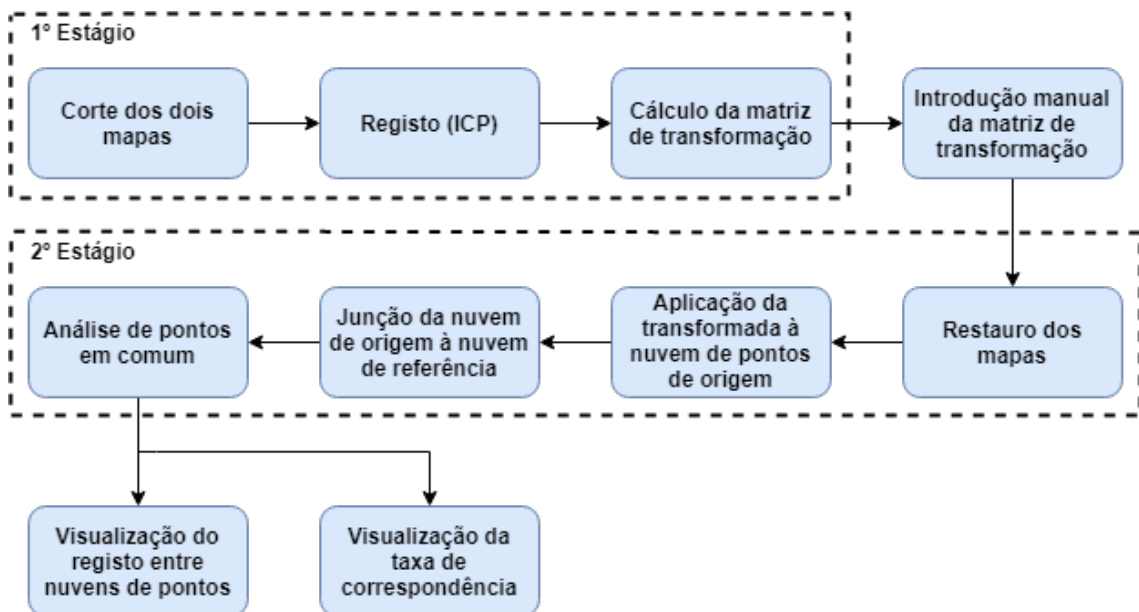 1º Estágio
Corte dos dois
mapas
Registo (ICP)
Cálculo da matriz
de transformação
Introdução manual
da matriz de
transformação
2º Estágio
Análise de pontos
em comum
Junção da nuvem
de origem à nuvem
de referência
Aplicação da
transformada à
nuvem de pontos
de origem
Restauro dos
mapas
Visualização do
registo entre
nuvens de pontos
Visualização da
taxa de
correspondência